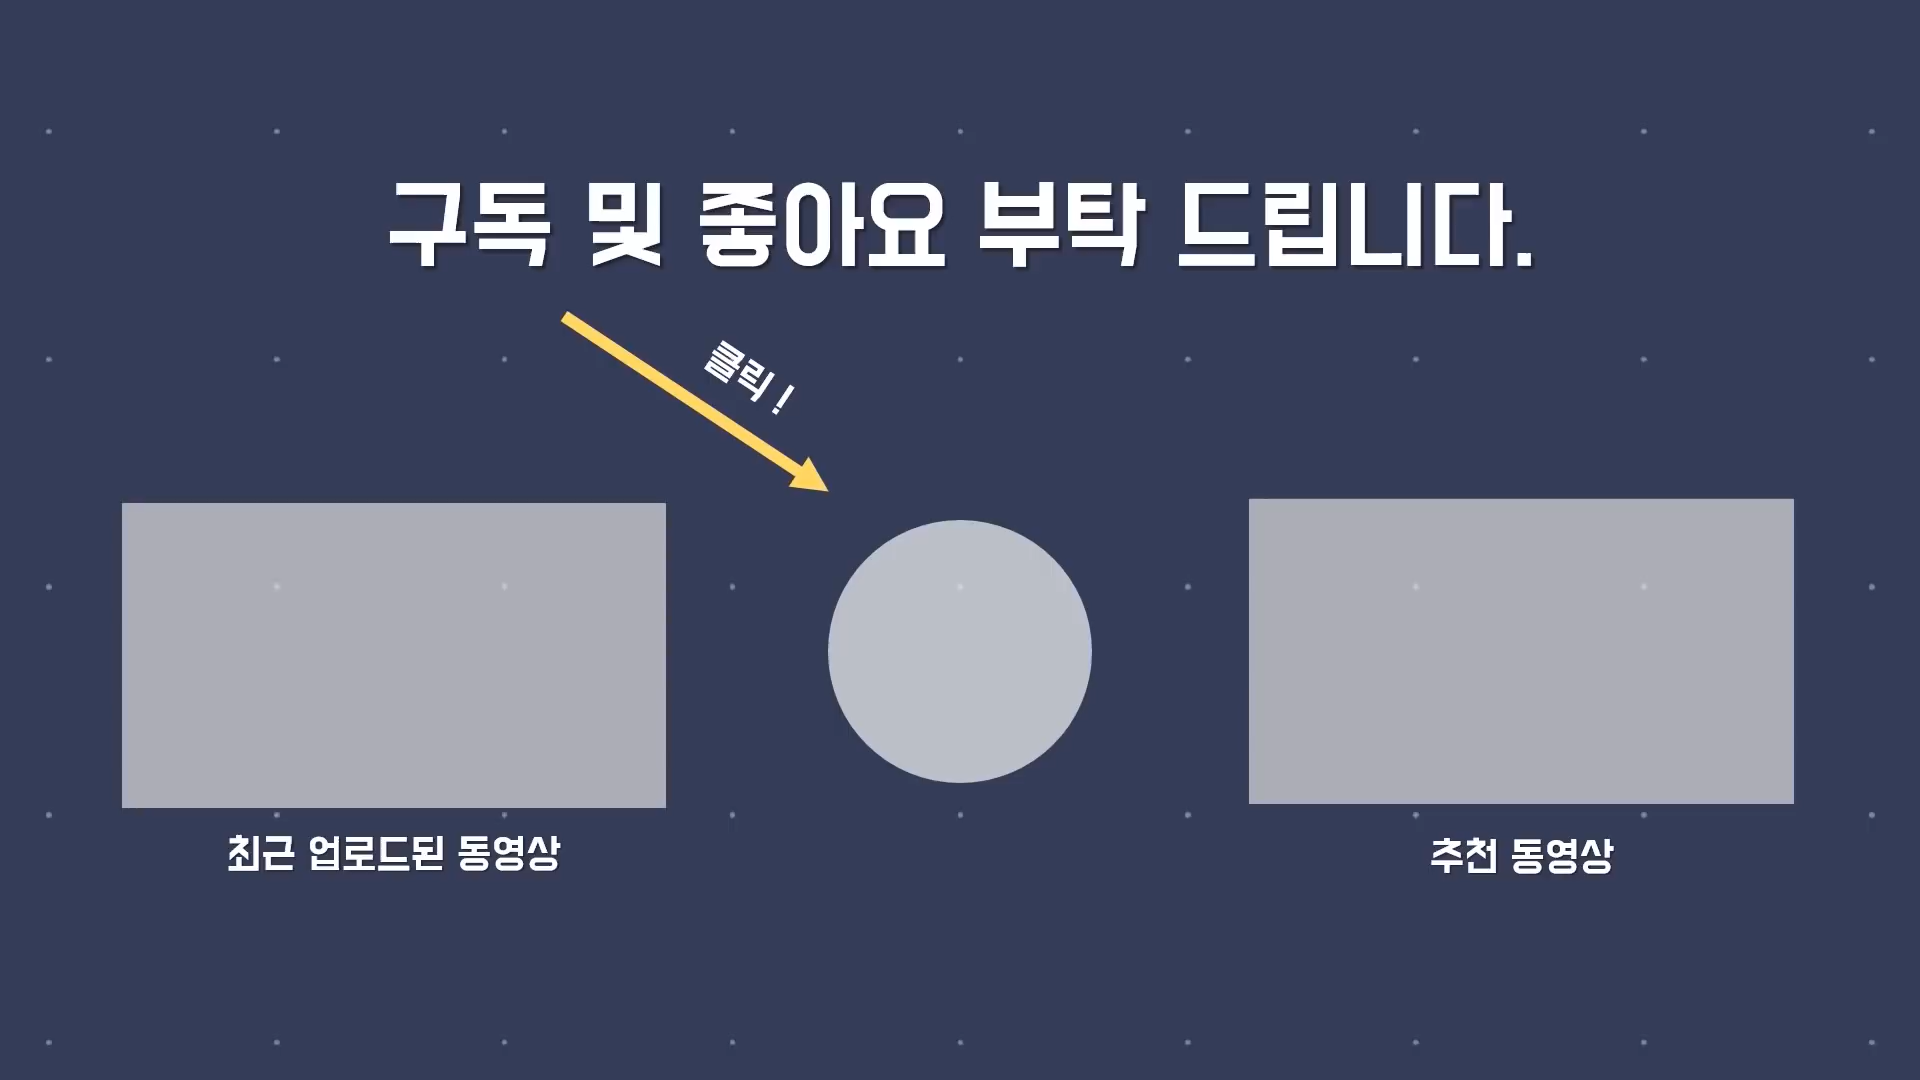 구독 및 좋아요 부탁 드립니다.
클릭 !
최근 업로드된 동영상
추천 동영상